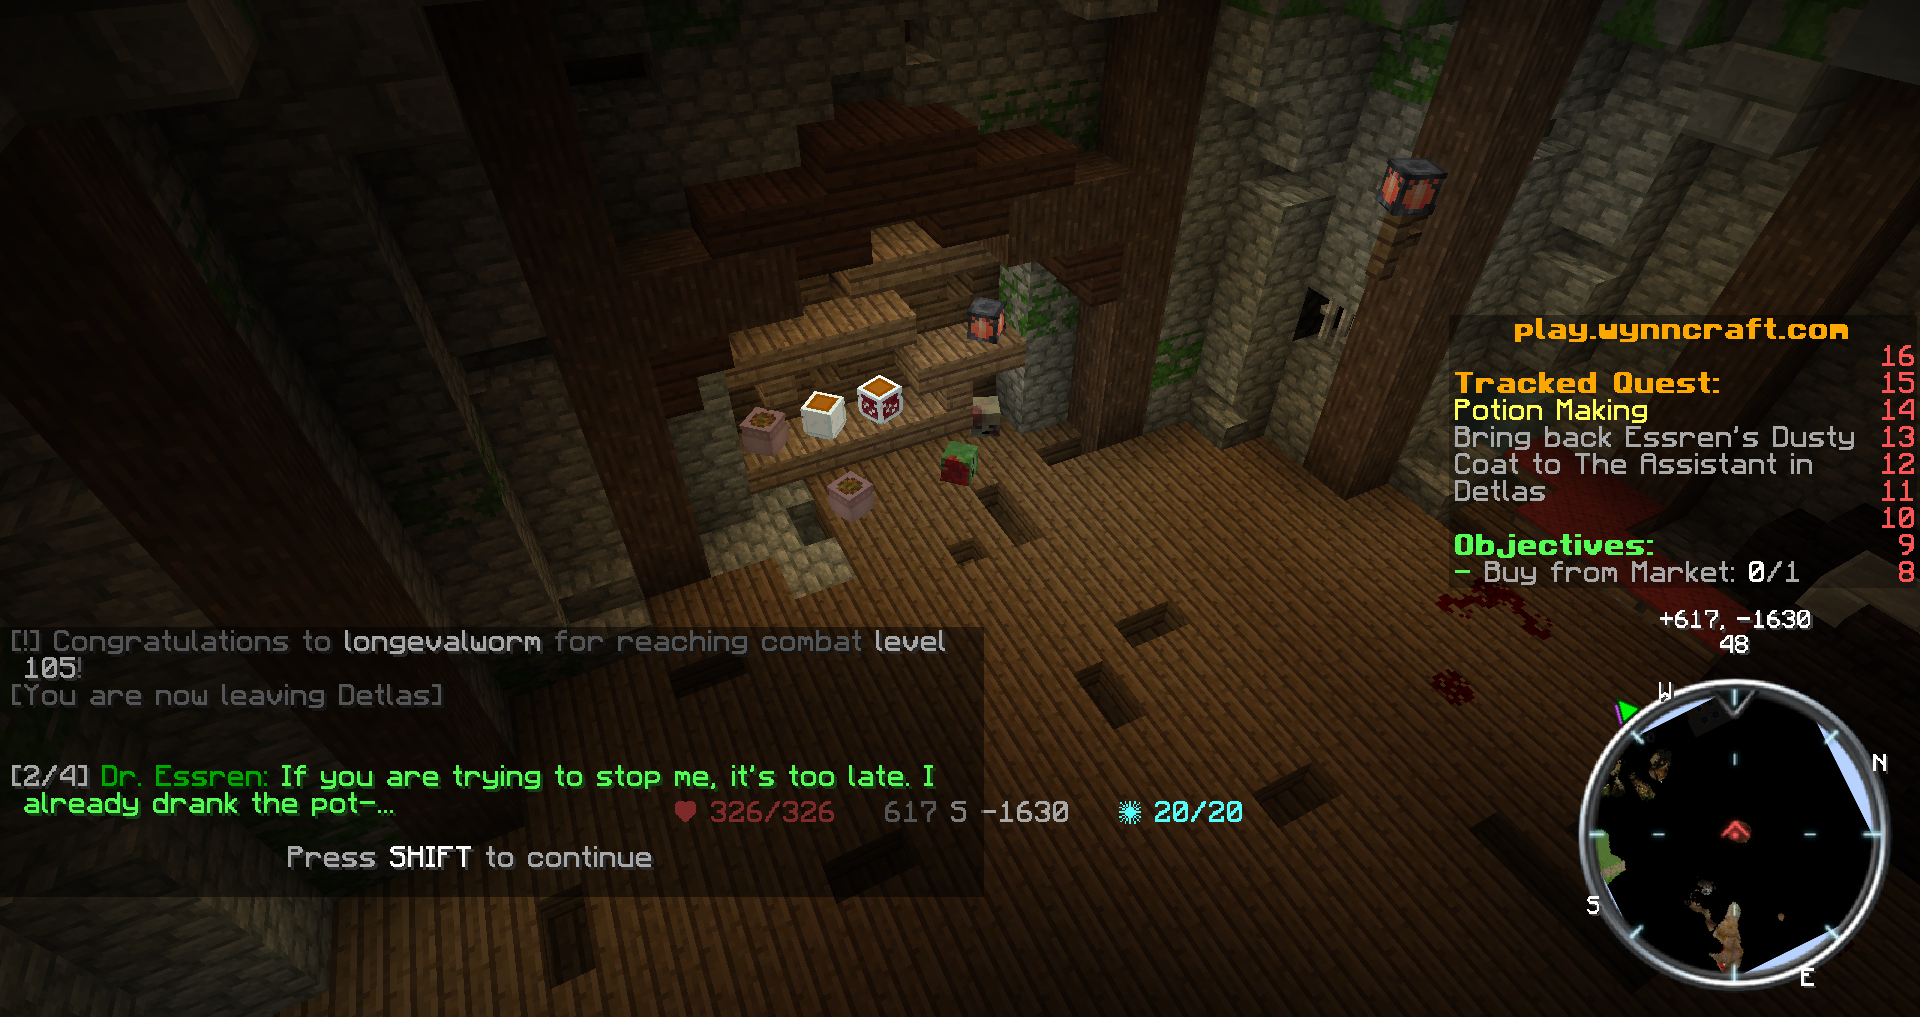 play.wynncraft.com
16
Tracked Quest: 15
Potion Making 14
Bring back Essren's Dusty 13
Coat to The Assistant in 12
Detlas 11
10
Objectives: 9
- Buy from Market: 0/1 8
+617, -1630
48
W
N
S
E
[!] Congratulations to longevalworm for reaching combat level
105!
[You are now leaving Detlas]
[2/4] Dr. Essren: If you are trying to stop me, it's too late. I
already drank the pot-...
326/326 617 S -1630 20/20
Press SHIFT to continue